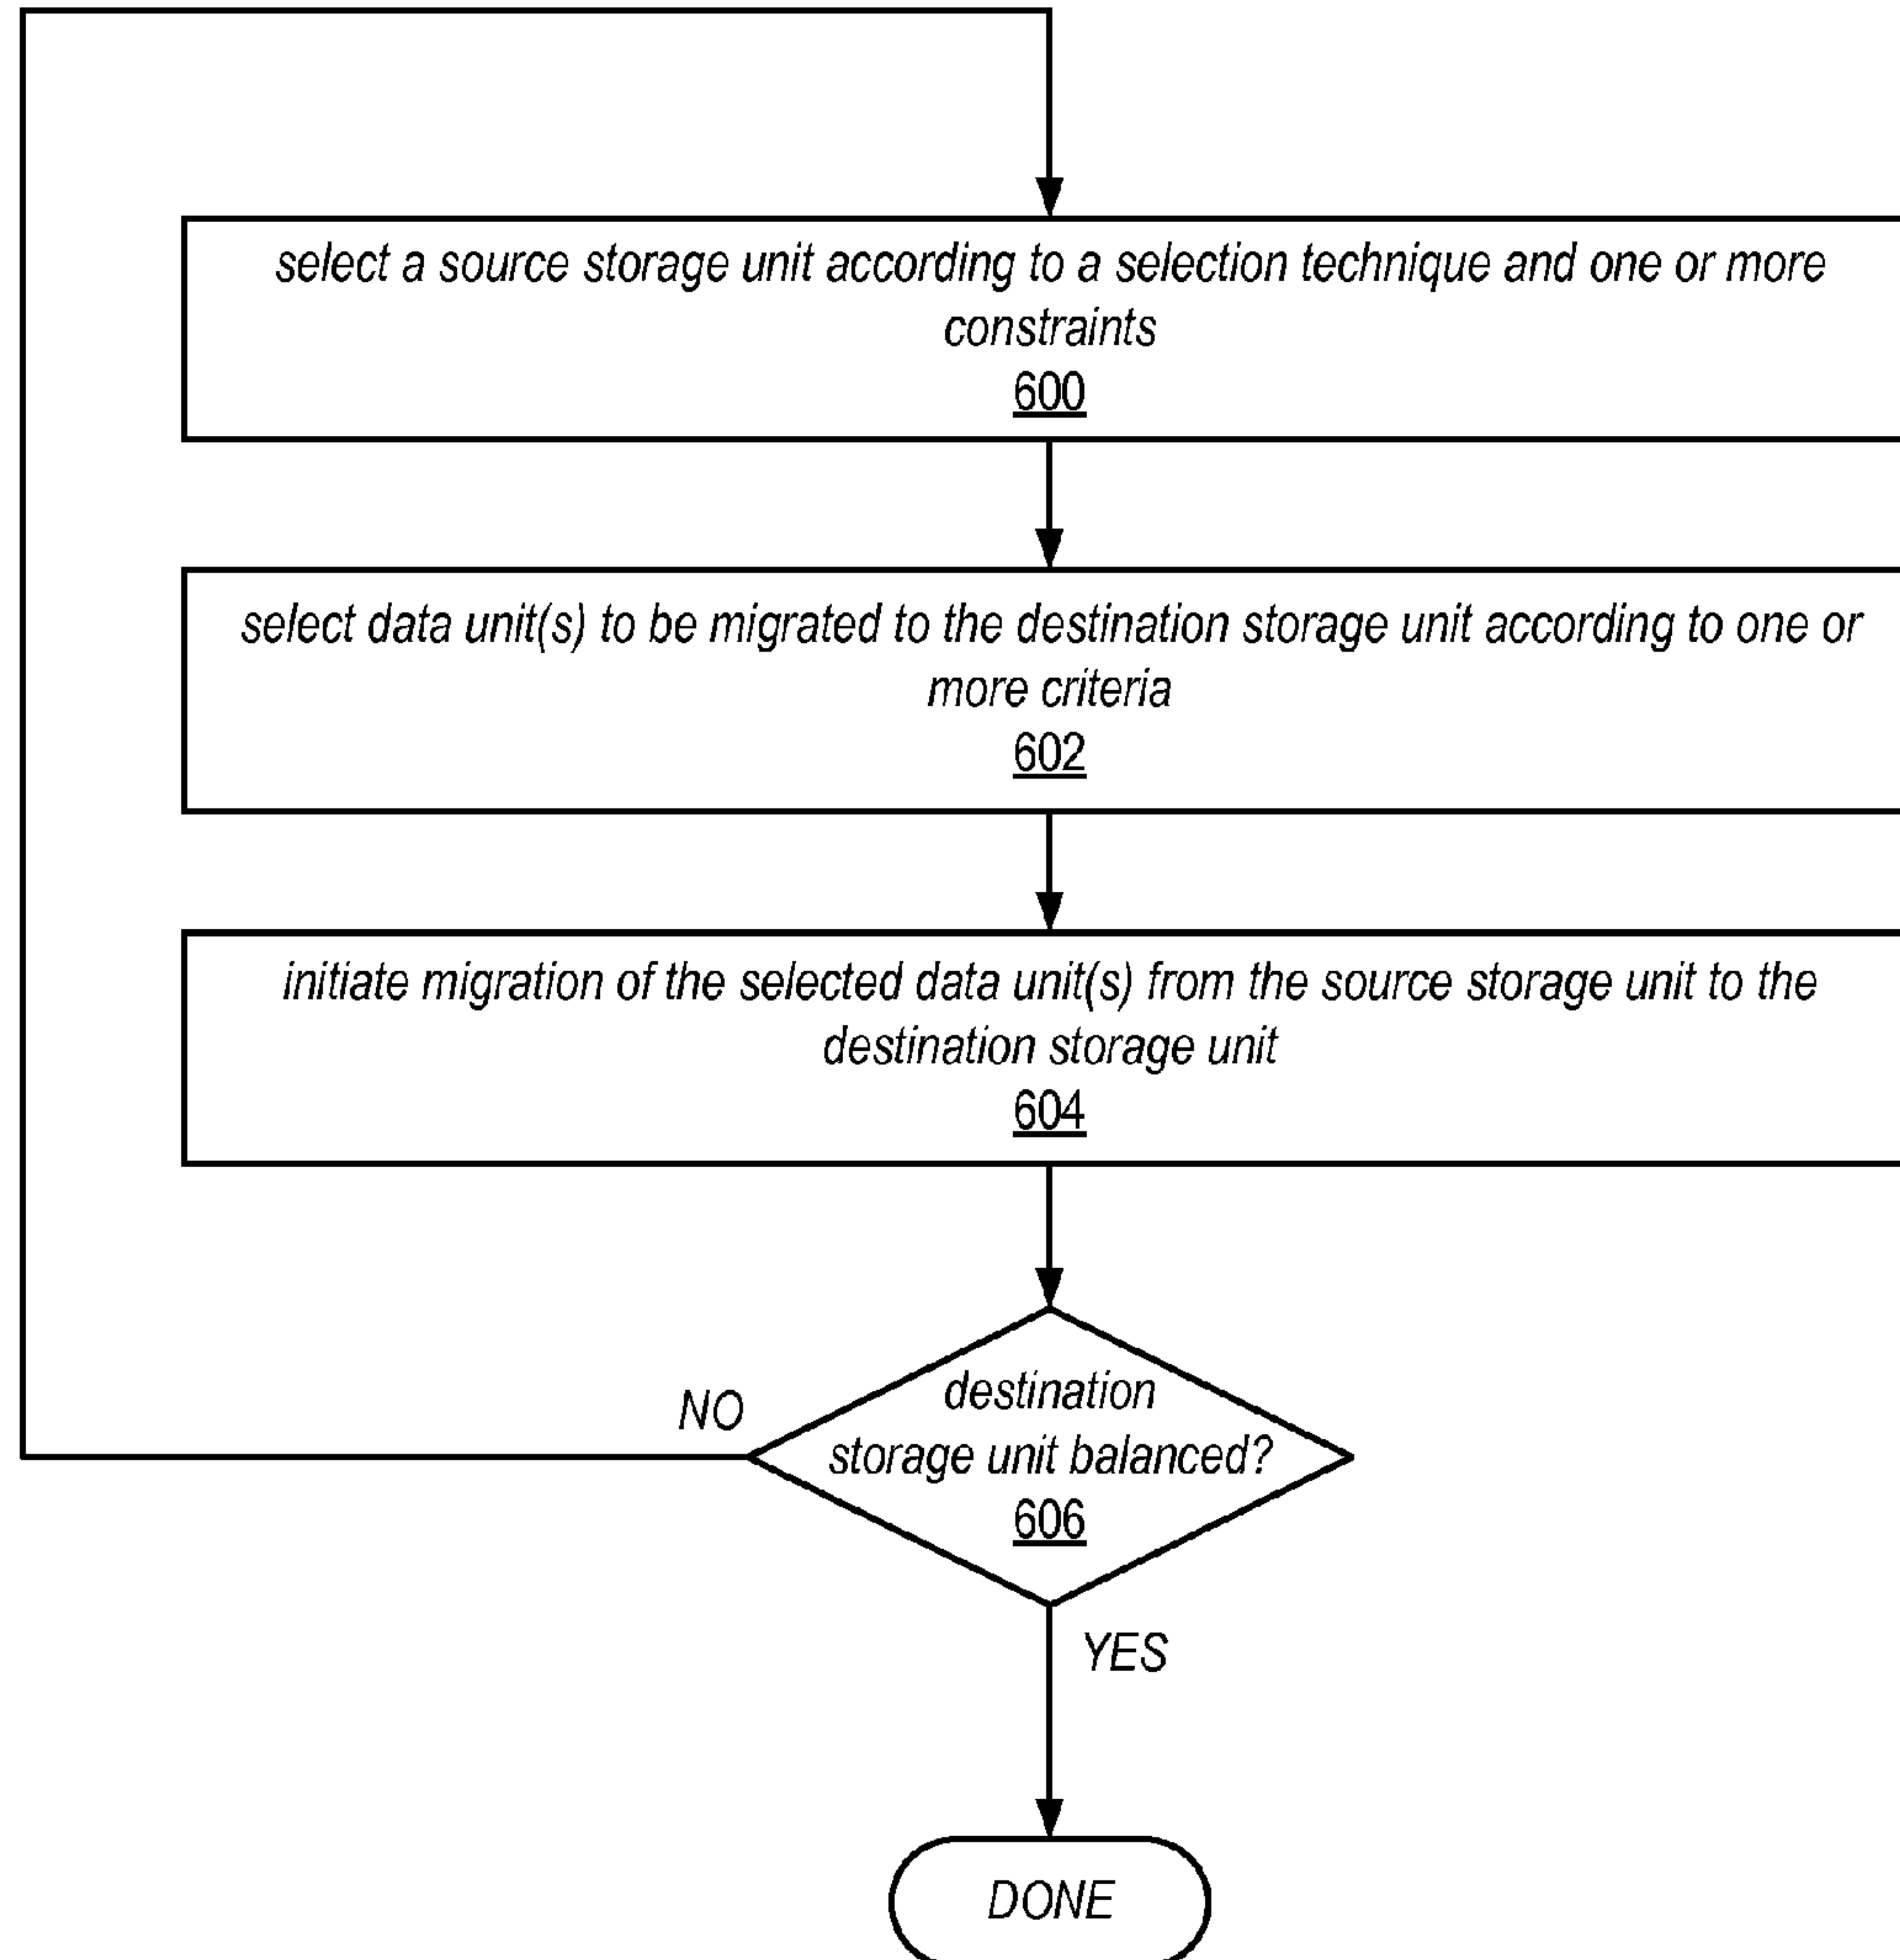 select a source storage unit according to a selection technique and one or more
constraints
600
select data unit(s) to be migrated to the destination storage unit according to one or
more criteria
602
initiate migration of the selected data unit(s) from the source storage unit to the
destination storage unit
604
destination
storage unit balanced?
606
NO
YES
DONE